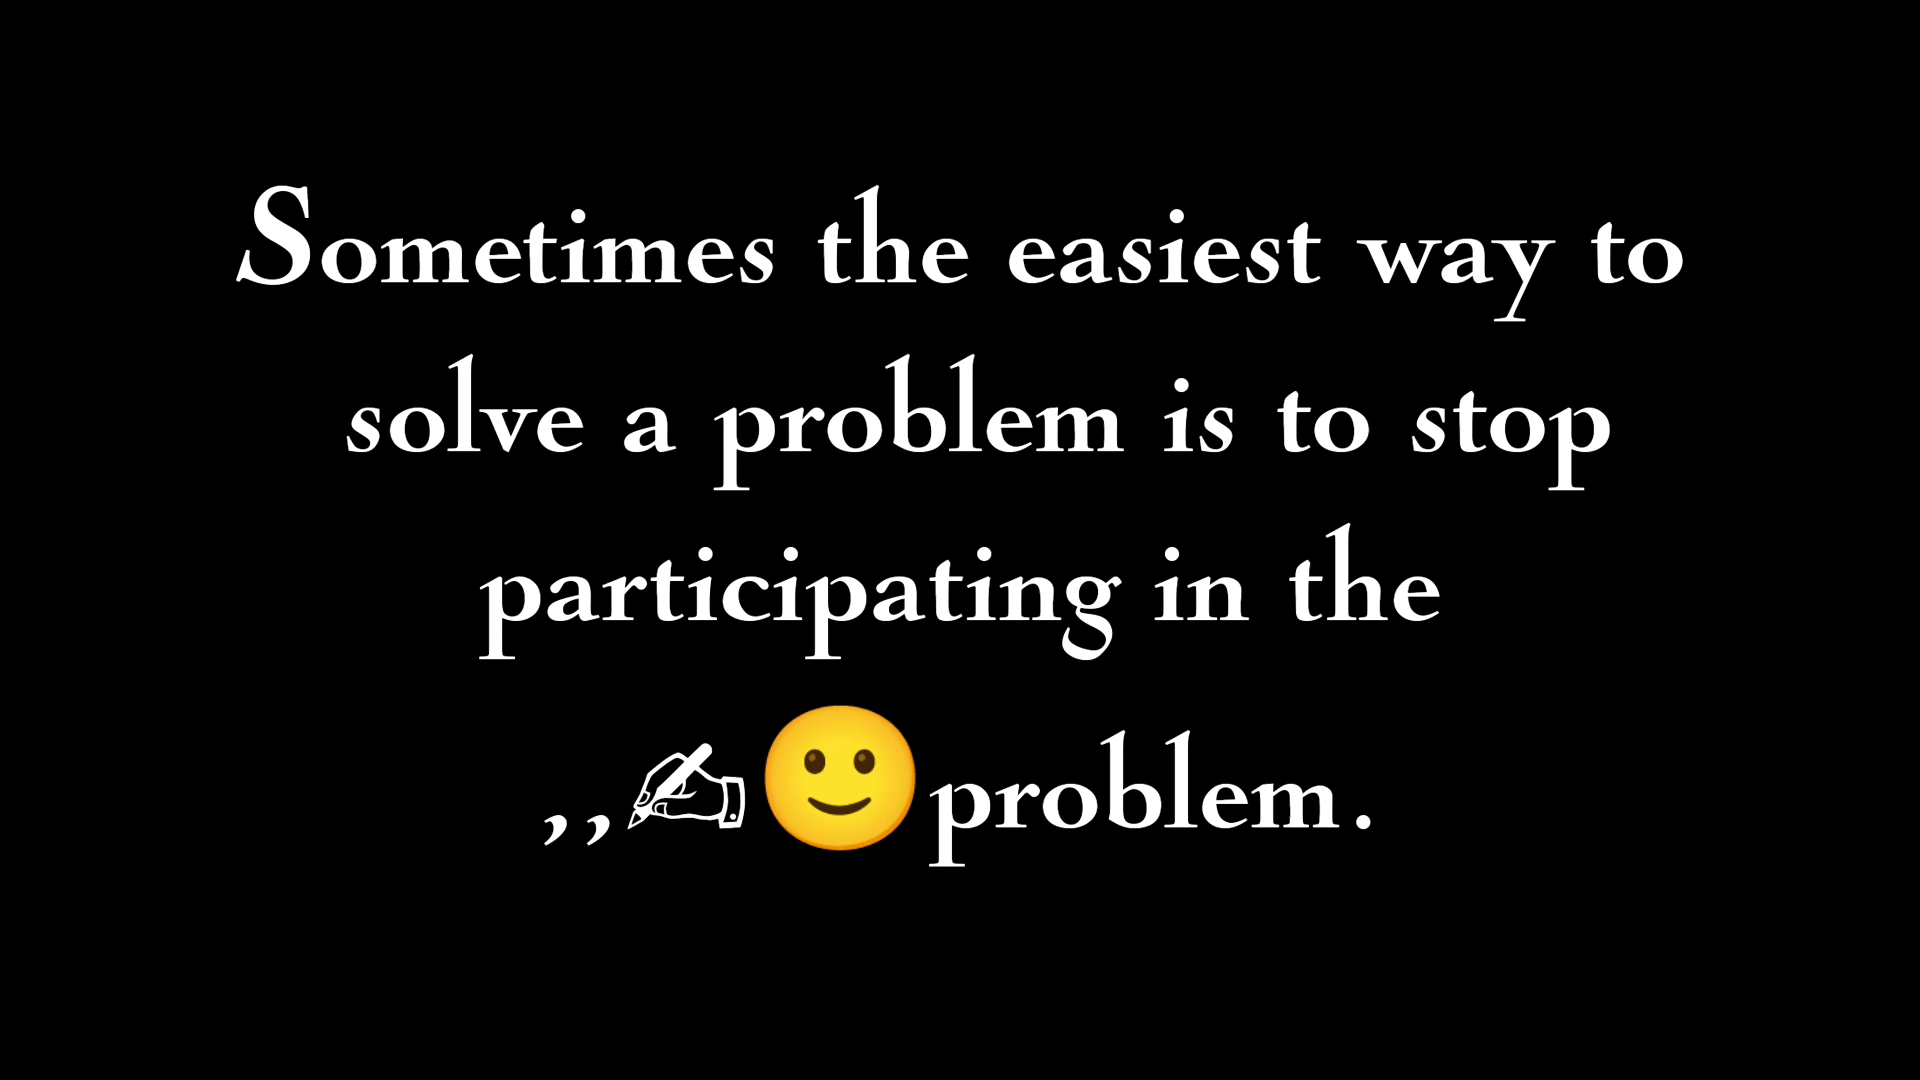 Sometimes the easiest way to
solve a problem is to stop
participating in the
,,✍🙂problem.